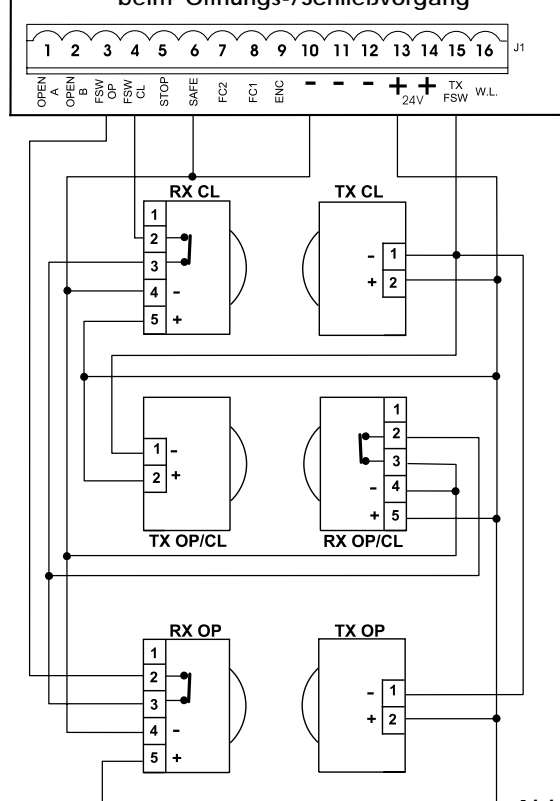 beim Öffnungs-/Schließvorgang
1 2 3 4 5 6 7 8 9 10 11 12 13 14 15 16 J1
OPEN A
OPEN B
FSW OP
FSW CL
STOP
SAFE
FC2
FC1
ENC
- - -
+ +
24V
TX FSW
W.L.
RX CL
1
2
3
4 -
5 +
TX CL
- 1
+ 2
1 -
2 +
TX OP/CL
1
2
3
- 4
+ 5
RX OP/CL
RX OP
1
2
3
4 -
5 +
TX OP
- 1
+ 2